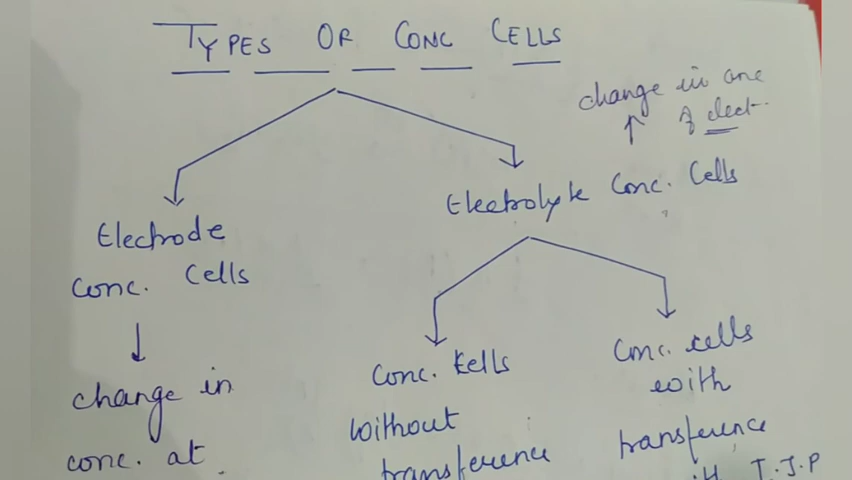 TYPES OF CONC CELLS
change in one
of elect.
Electrolyte Conc. Cells
Electrode
Conc. Cells
Conc. Cells
without
transference
Conc. cells
with
transference
change in
conc. at